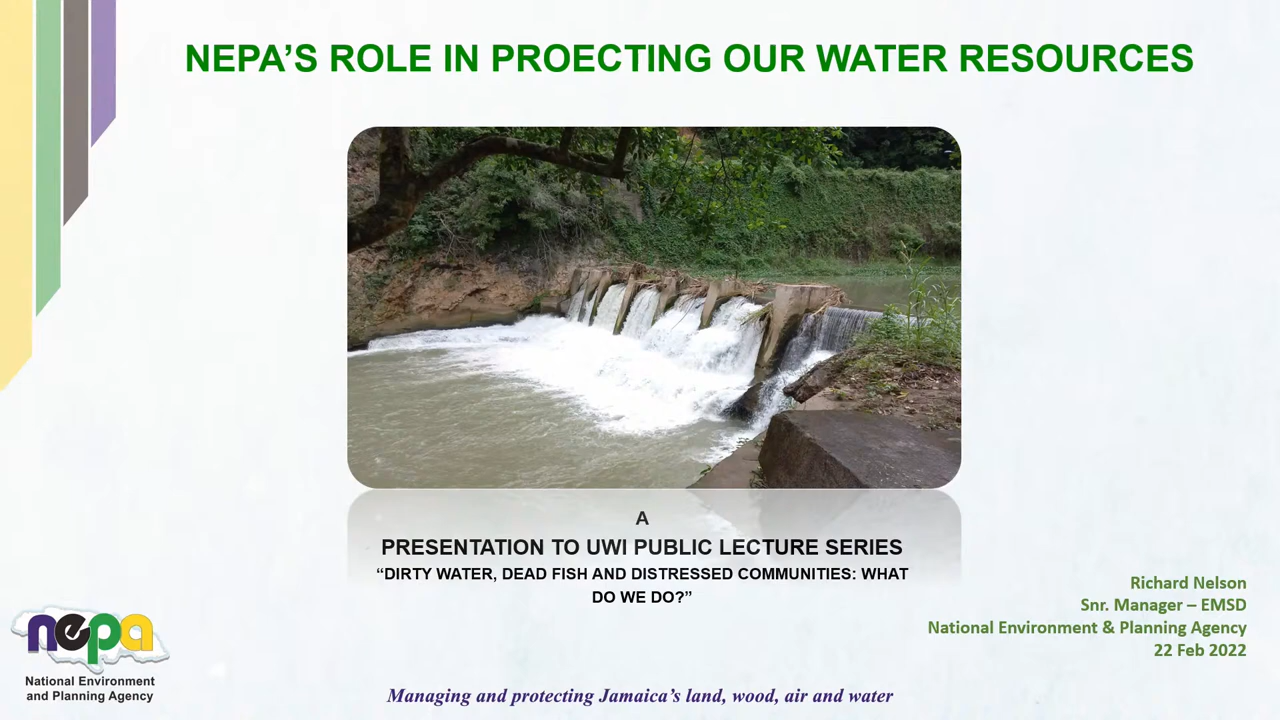 NEPA’S ROLE IN PROECTING OUR WATER RESOURCES
A
PRESENTATION TO UWI PUBLIC LECTURE SERIES
“DIRTY WATER, DEAD FISH AND DISTRESSED COMMUNITIES: WHAT
DO WE DO?”
Richard Nelson
Snr. Manager – EMSD
National Environment & Planning Agency
22 Feb 2022
nepa
National Environment
and Planning Agency
Managing and protecting Jamaica’s land, wood, air and water